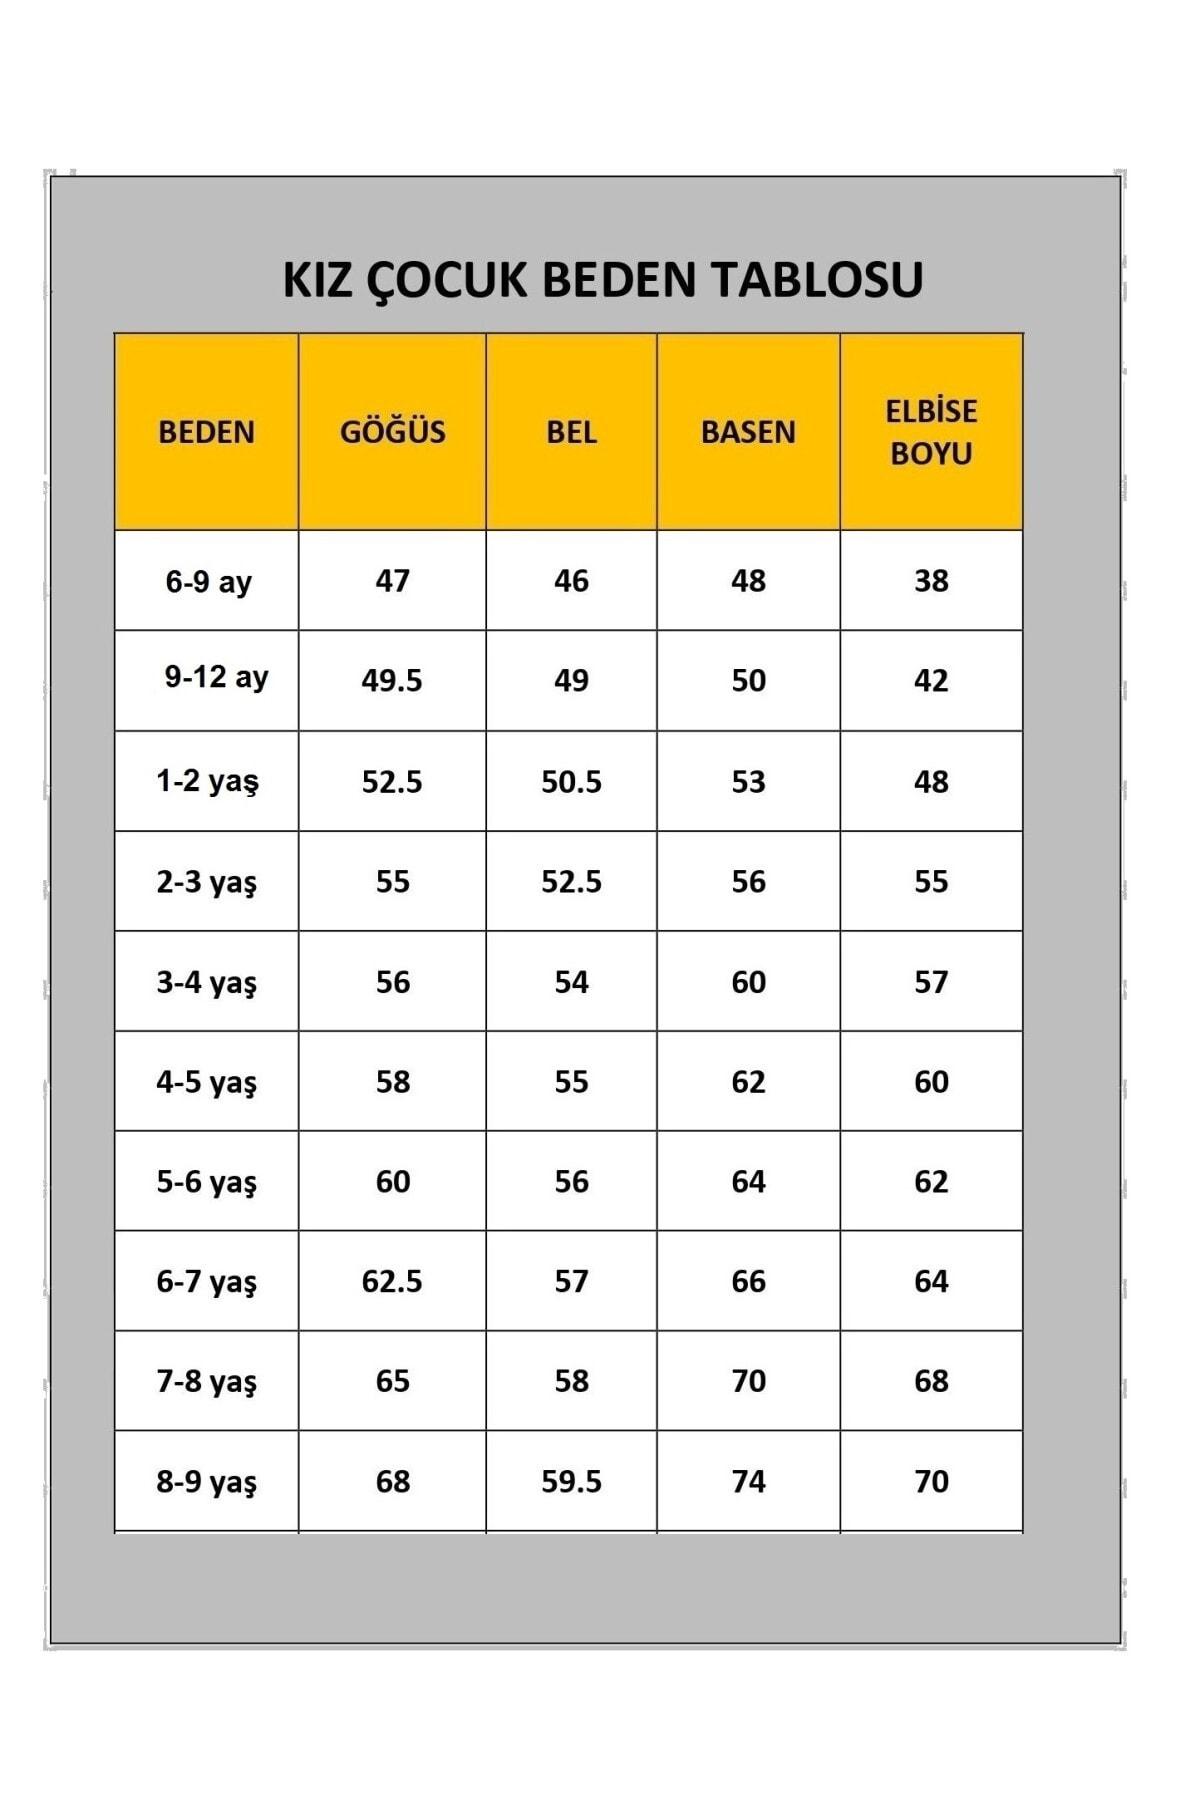 KIZ ÇOCUK BEDEN TABLOSU
BEDEN GÖĞÜS BEL BASEN ELBİSE BOYU
6-9 ay 47 46 48 38
9-12 ay 49.5 49 50 42
1-2 yaş 52.5 50.5 53 48
2-3 yaş 55 52.5 56 55
3-4 yaş 56 54 60 57
4-5 yaş 58 55 62 60
5-6 yaş 60 56 64 62
6-7 yaş 62.5 57 66 64
7-8 yaş 65 58 70 68
8-9 yaş 68 59.5 74 70